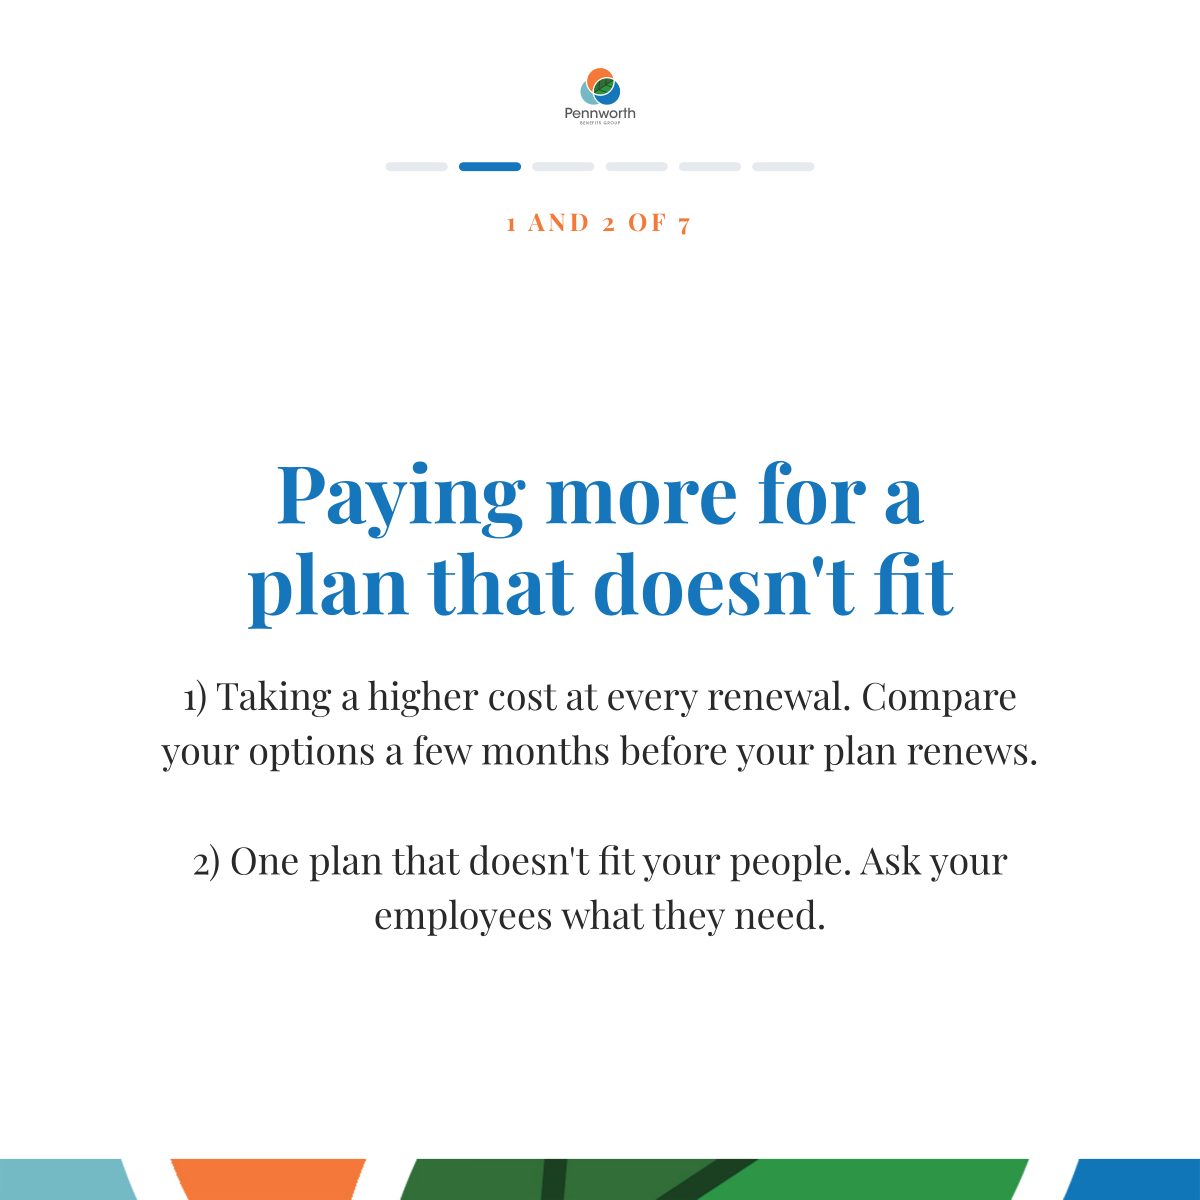 Pennworth
BENEFITS GROUP
1 AND 2 OF 7
Paying more for a
plan that doesn't fit
1) Taking a higher cost at every renewal. Compare
your options a few months before your plan renews.
2) One plan that doesn't fit your people. Ask your
employees what they need.